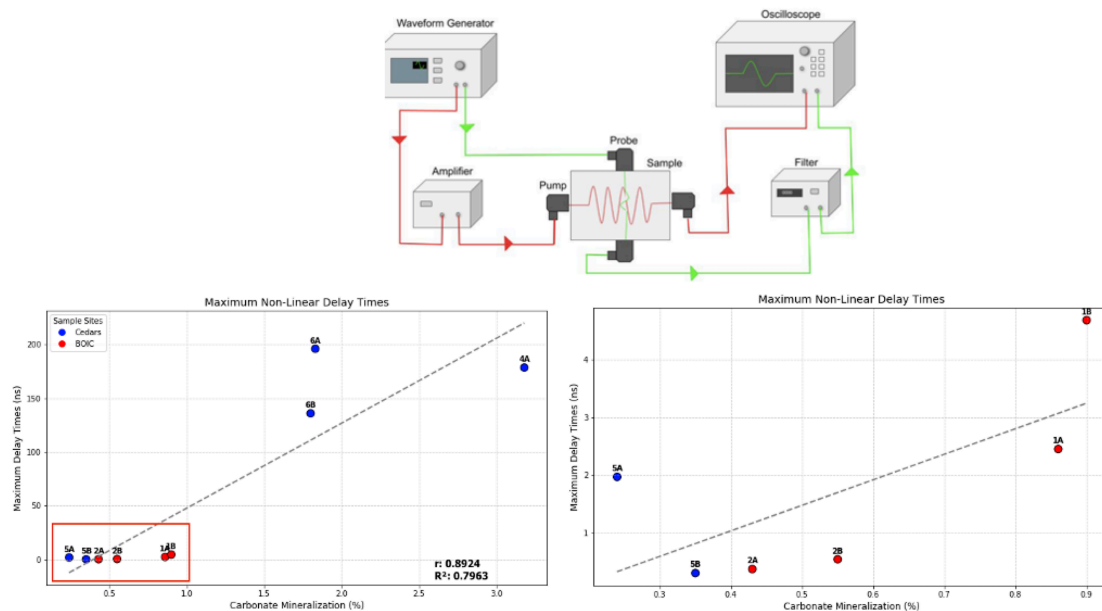 Waveform Generator
Oscilloscope
Probe
Amplifier
Sample
Filter
Pump
Maximum Non-Linear Delay Times
Sample Sites
Cedars
BOIC
6A
4A
6B
5A
5B
2A
2B
1A
1B
r: 0.8924
R²: 0.7963
200
150
100
50
0
0.5
1.0
1.5
2.0
2.5
3.0
Maximum Delay Times (ns)
Carbonate Mineralization (%)
Maximum Non-Linear Delay Times
1B
1A
5A
2B
2A
5B
4
3
2
1
0.3
0.4
0.5
0.6
0.7
0.8
0.9
Maximum Delay Times (ns)
Carbonate Mineralization (%)